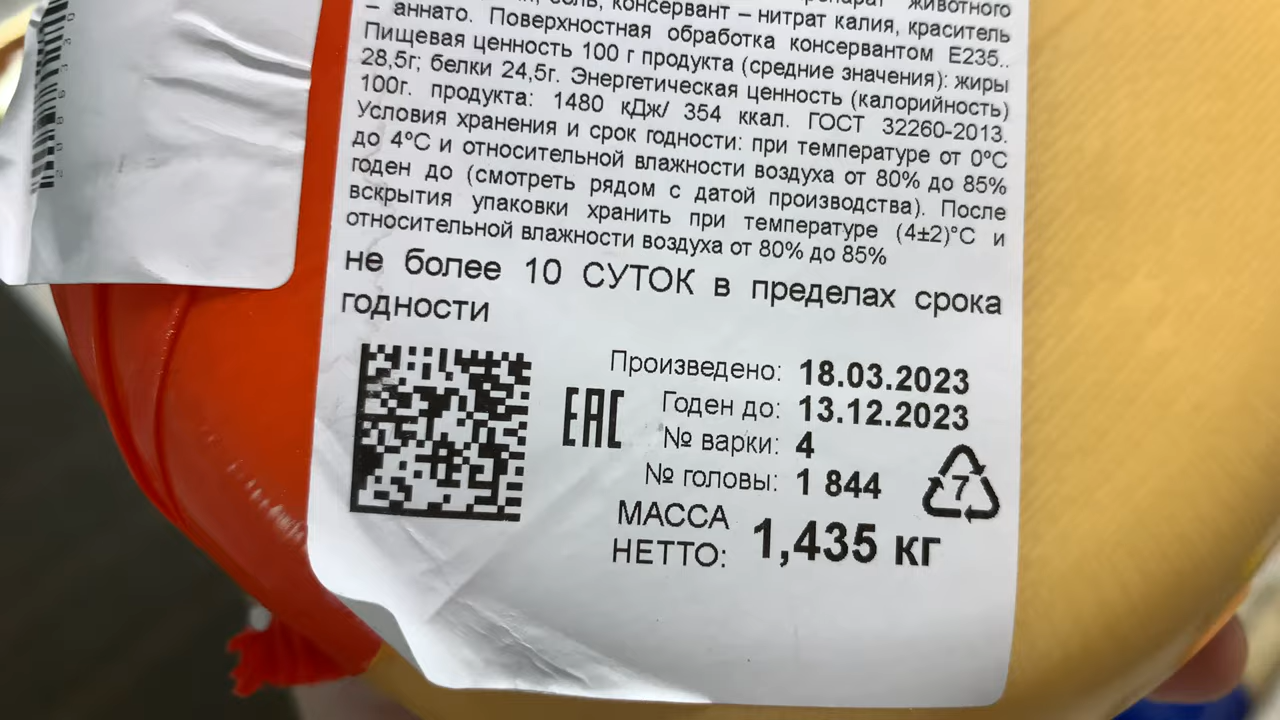 животного
соль, консервант – нитрат калия, краситель
– аннато. Поверхностная обработка консервантом Е235..
Пищевая ценность 100 г продукта (средние значения): жиры
28,5г; белки 24,5г. Энергетическая ценность (калорийность)
100г. продукта: 1480 кДж/ 354 ккал. ГОСТ 32260-2013.
Условия хранения и срок годности: при температуре от 0°С
до 4°С и относительной влажности воздуха от 80% до 85%
годен до (смотреть рядом с датой производства). После
вскрытия упаковки хранить при температуре (4±2)°С и
относительной влажности воздуха от 80% до 85%
не более 10 СУТОК в пределах срока
годности
Произведено: 18.03.2023
Годен до: 13.12.2023
№ варки: 4
№ головы: 1 844
МАССА
НЕТТО: 1,435 кг
EAC
7